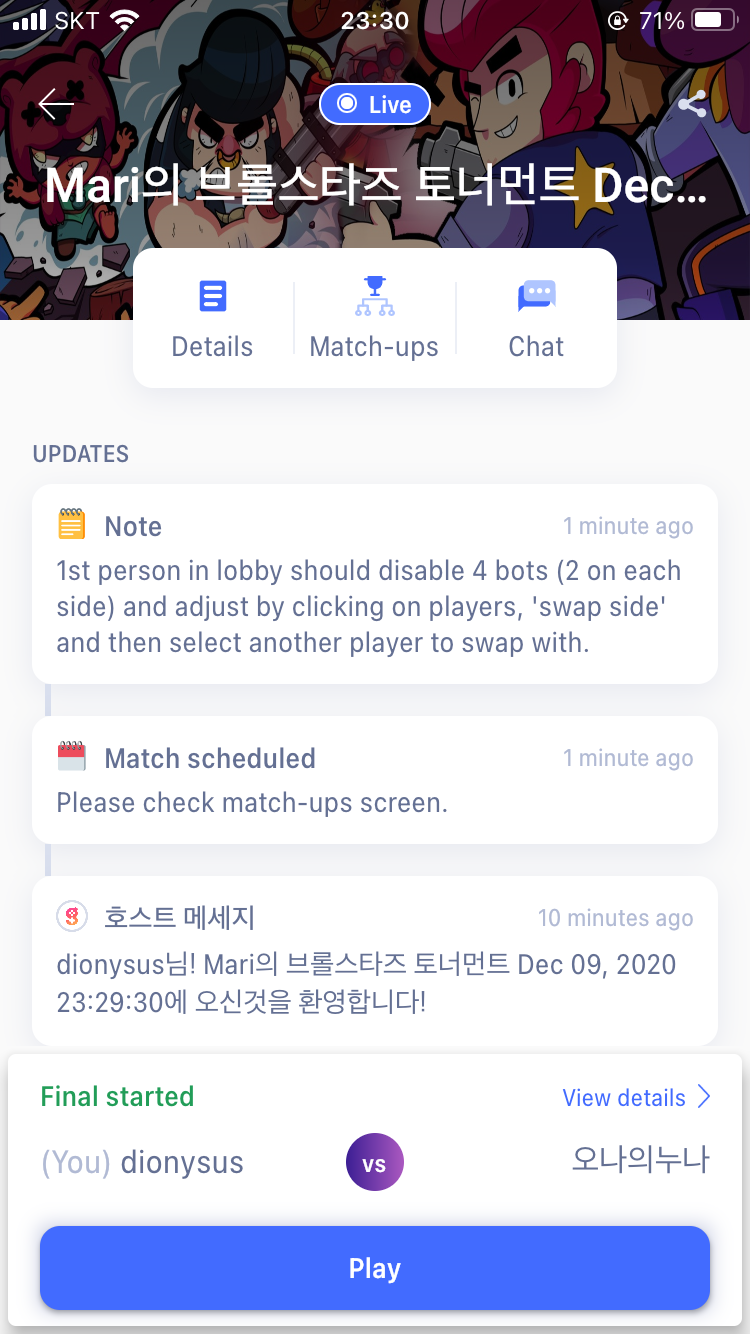 SKT 23:30 71%
Live
Mari의 브롤스타즈 토너먼트 Dec...
Details Match-ups Chat
UPDATES
Note 1 minute ago
1st person in lobby should disable 4 bots (2 on each
side) and adjust by clicking on players, 'swap side'
and then select another player to swap with.
Match scheduled 1 minute ago
Please check match-ups screen.
호스트 메세지 10 minutes ago
dionysus님! Mari의 브롤스타즈 토너먼트 Dec 09, 2020
23:29:30에 오신것을 환영합니다!
Final started View details
(You) dionysus vs 오나의누나
Play